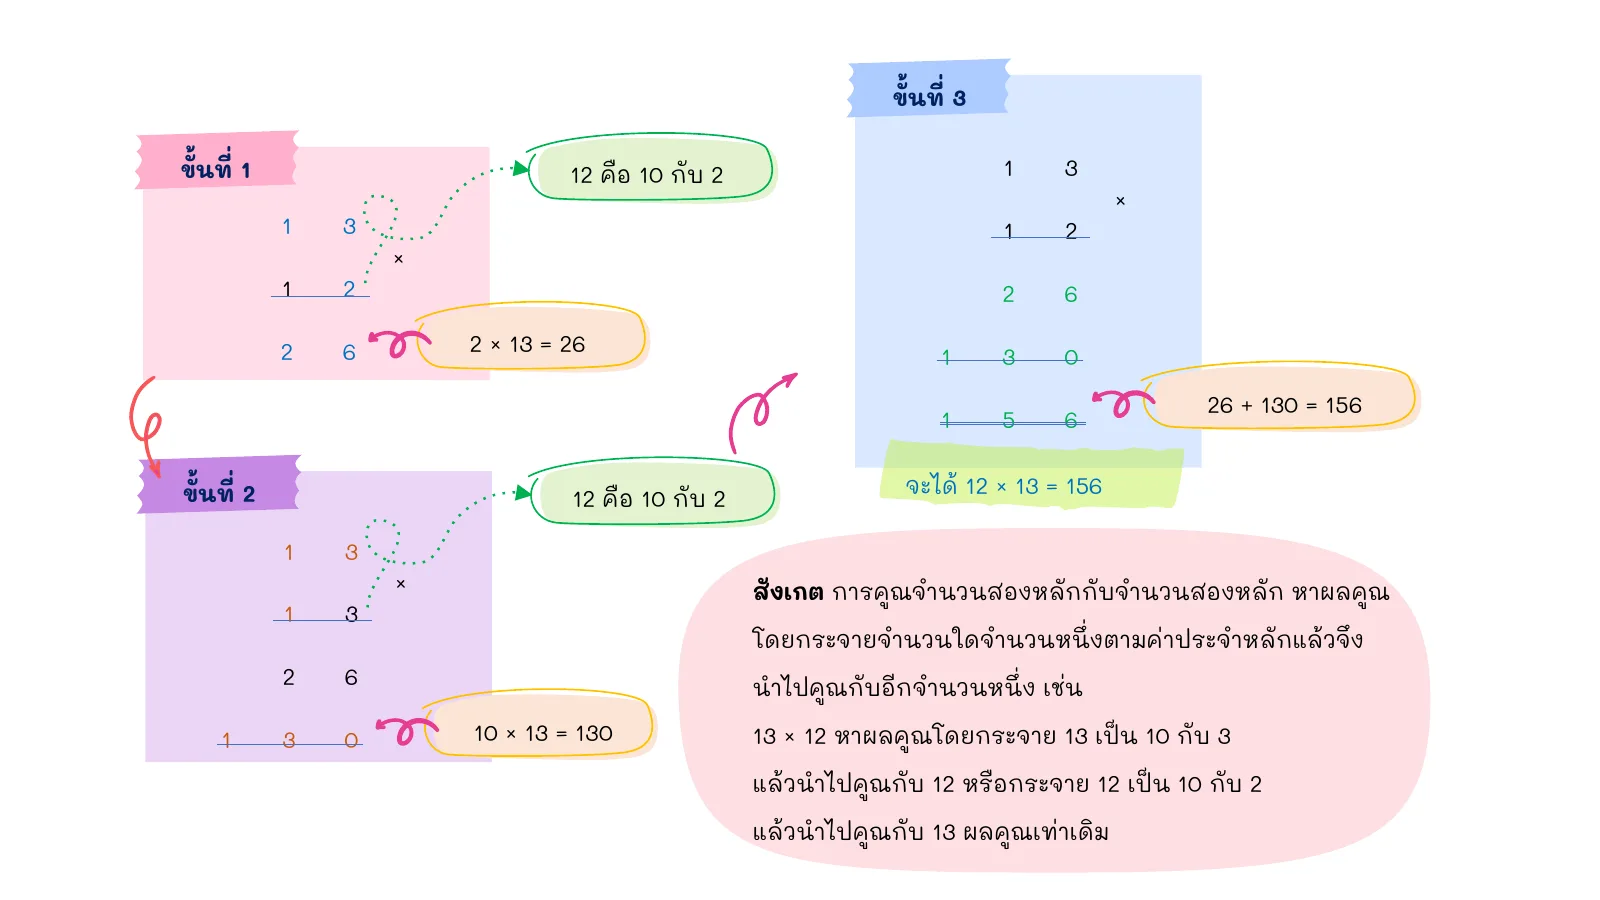 ขั้นที่ 1
12 คือ 10 กับ 2
1 3
×
1 2
2 6
2 × 13 = 26
ขั้นที่ 2
12 คือ 10 กับ 2
1 3
×
1 3
2 6
1 3 0
10 × 13 = 130
ขั้นที่ 3
1 3
×
1 2
2 6
1 3 0
1 5 6
26 + 130 = 156
จะได้ 12 × 13 = 156
สังเกต การคูณจำนวนสองหลักกับจำนวนสองหลัก หาผลคูณ
โดยกระจายจำนวนใดจำนวนหนึ่งตามค่าประจำหลักแล้วจึง
นำไปคูณกับอีกจำนวนหนึ่ง เช่น
13 × 12 หาผลคูณโดยกระจาย 13 เป็น 10 กับ 3
แล้วนำไปคูณกับ 12 หรือกระจาย 12 เป็น 10 กับ 2
แล้วนำไปคูณกับ 13 ผลคูณเท่าเดิม